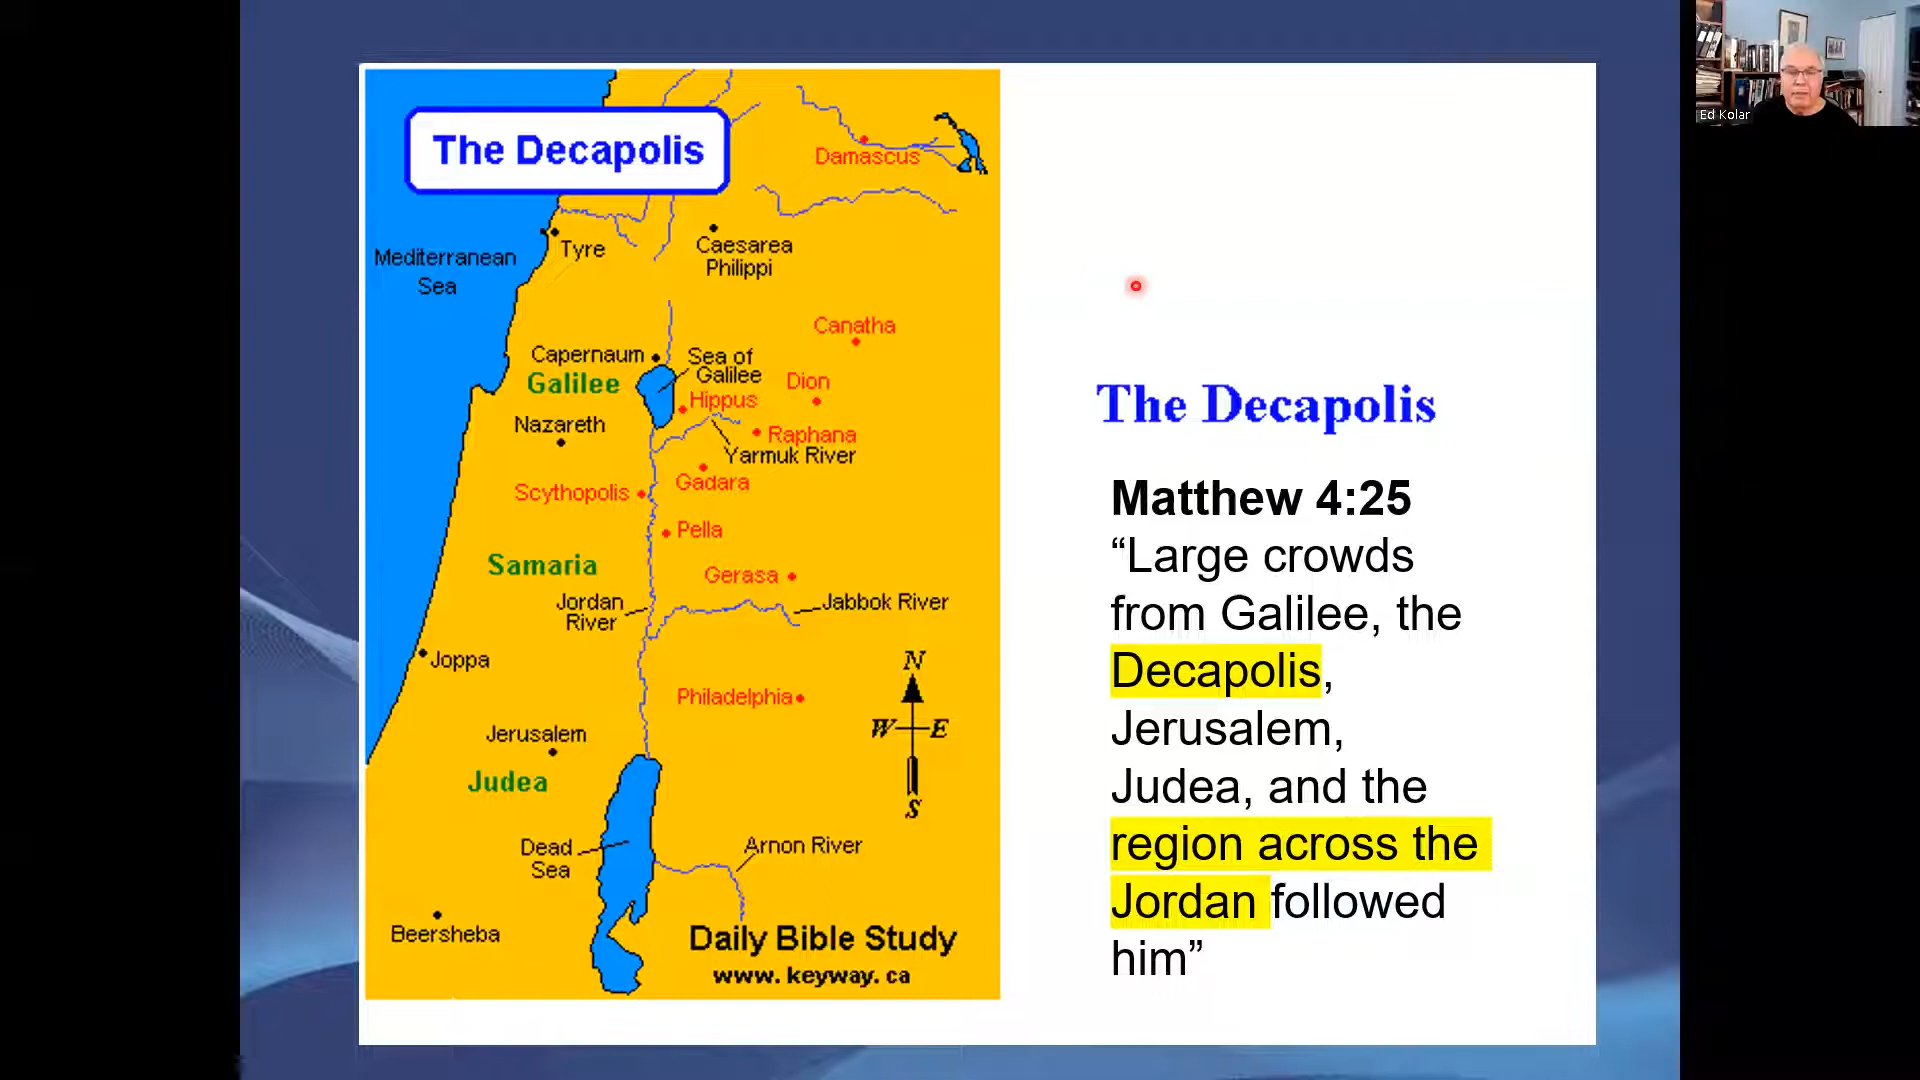 The Decapolis
Damascus
Tyre
Caesarea
Philippi
Mediterranean
Sea
Canatha
Capernaum
Sea of
Galilee
Galilee
Dion
Hippus
Nazareth
Raphana
Yarmuk River
Gadara
Scythopolis
Pella
Samaria
Gerasa
Jordan
River
Jabbok River
Joppa
N
Philadelphia
W
E
Jerusalem
Judea
S
Dead
Sea
Arnon River
Beersheba
Daily Bible Study
www. keyway. ca
The Decapolis
Matthew 4:25
“Large crowds
from Galilee, the
Decapolis,
Jerusalem,
Judea, and the
region across the
Jordan followed
him”
Ed Kolar